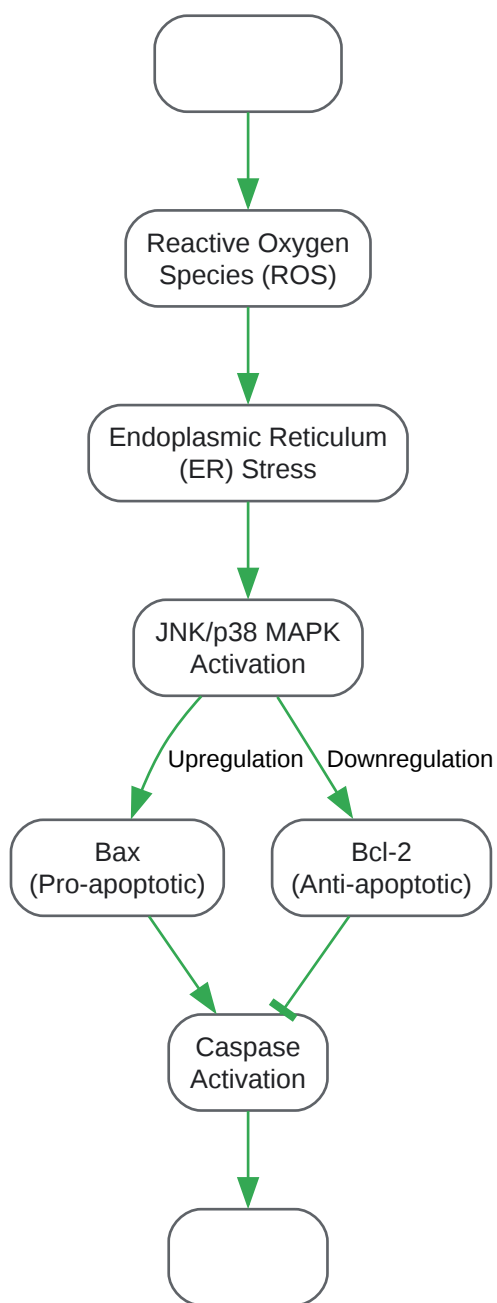 Reactive Oxygen
Species (ROS)
Endoplasmic Reticulum
(ER) Stress
JNK/p38 MAPK
Activation
Upregulation
Downregulation
Bax
(Pro-apoptotic)
Bcl-2
(Anti-apoptotic)
Caspase
Activation